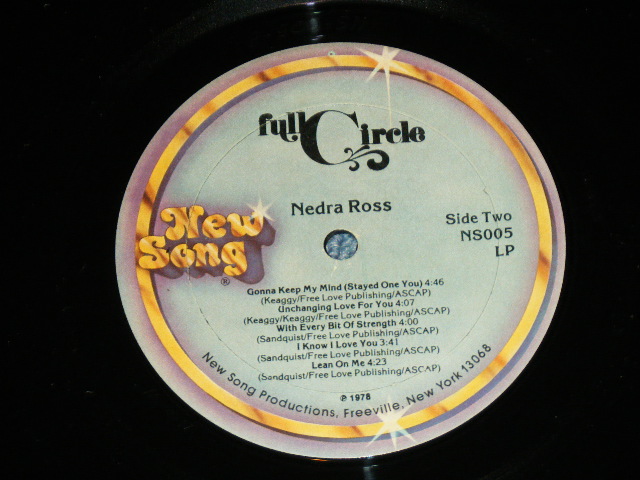 full Circle
Nedra Ross
Side Two
NS005
LP
New
Song
®
Gonna Keep My Mind (Stayed One You) 4:46
(Keaggy/Free Love Publishing/ASCAP)
(Unchanging Love For You 4:07
(Keaggy/Keaggy/Free Love Publishing/ASCAP)
With Every Bit Of Strength 4:00
(Sandquist/Free Love Publishing/ASCAP)
I Know I Love You 3:41
(Sandquist/Free Love Publishing/ASCAP)
Lean On Me 4:23
(Sandquist/Free Love Publishing/ASCAP)
℗ 1978
New Song Productions, Freeville, New York 13068